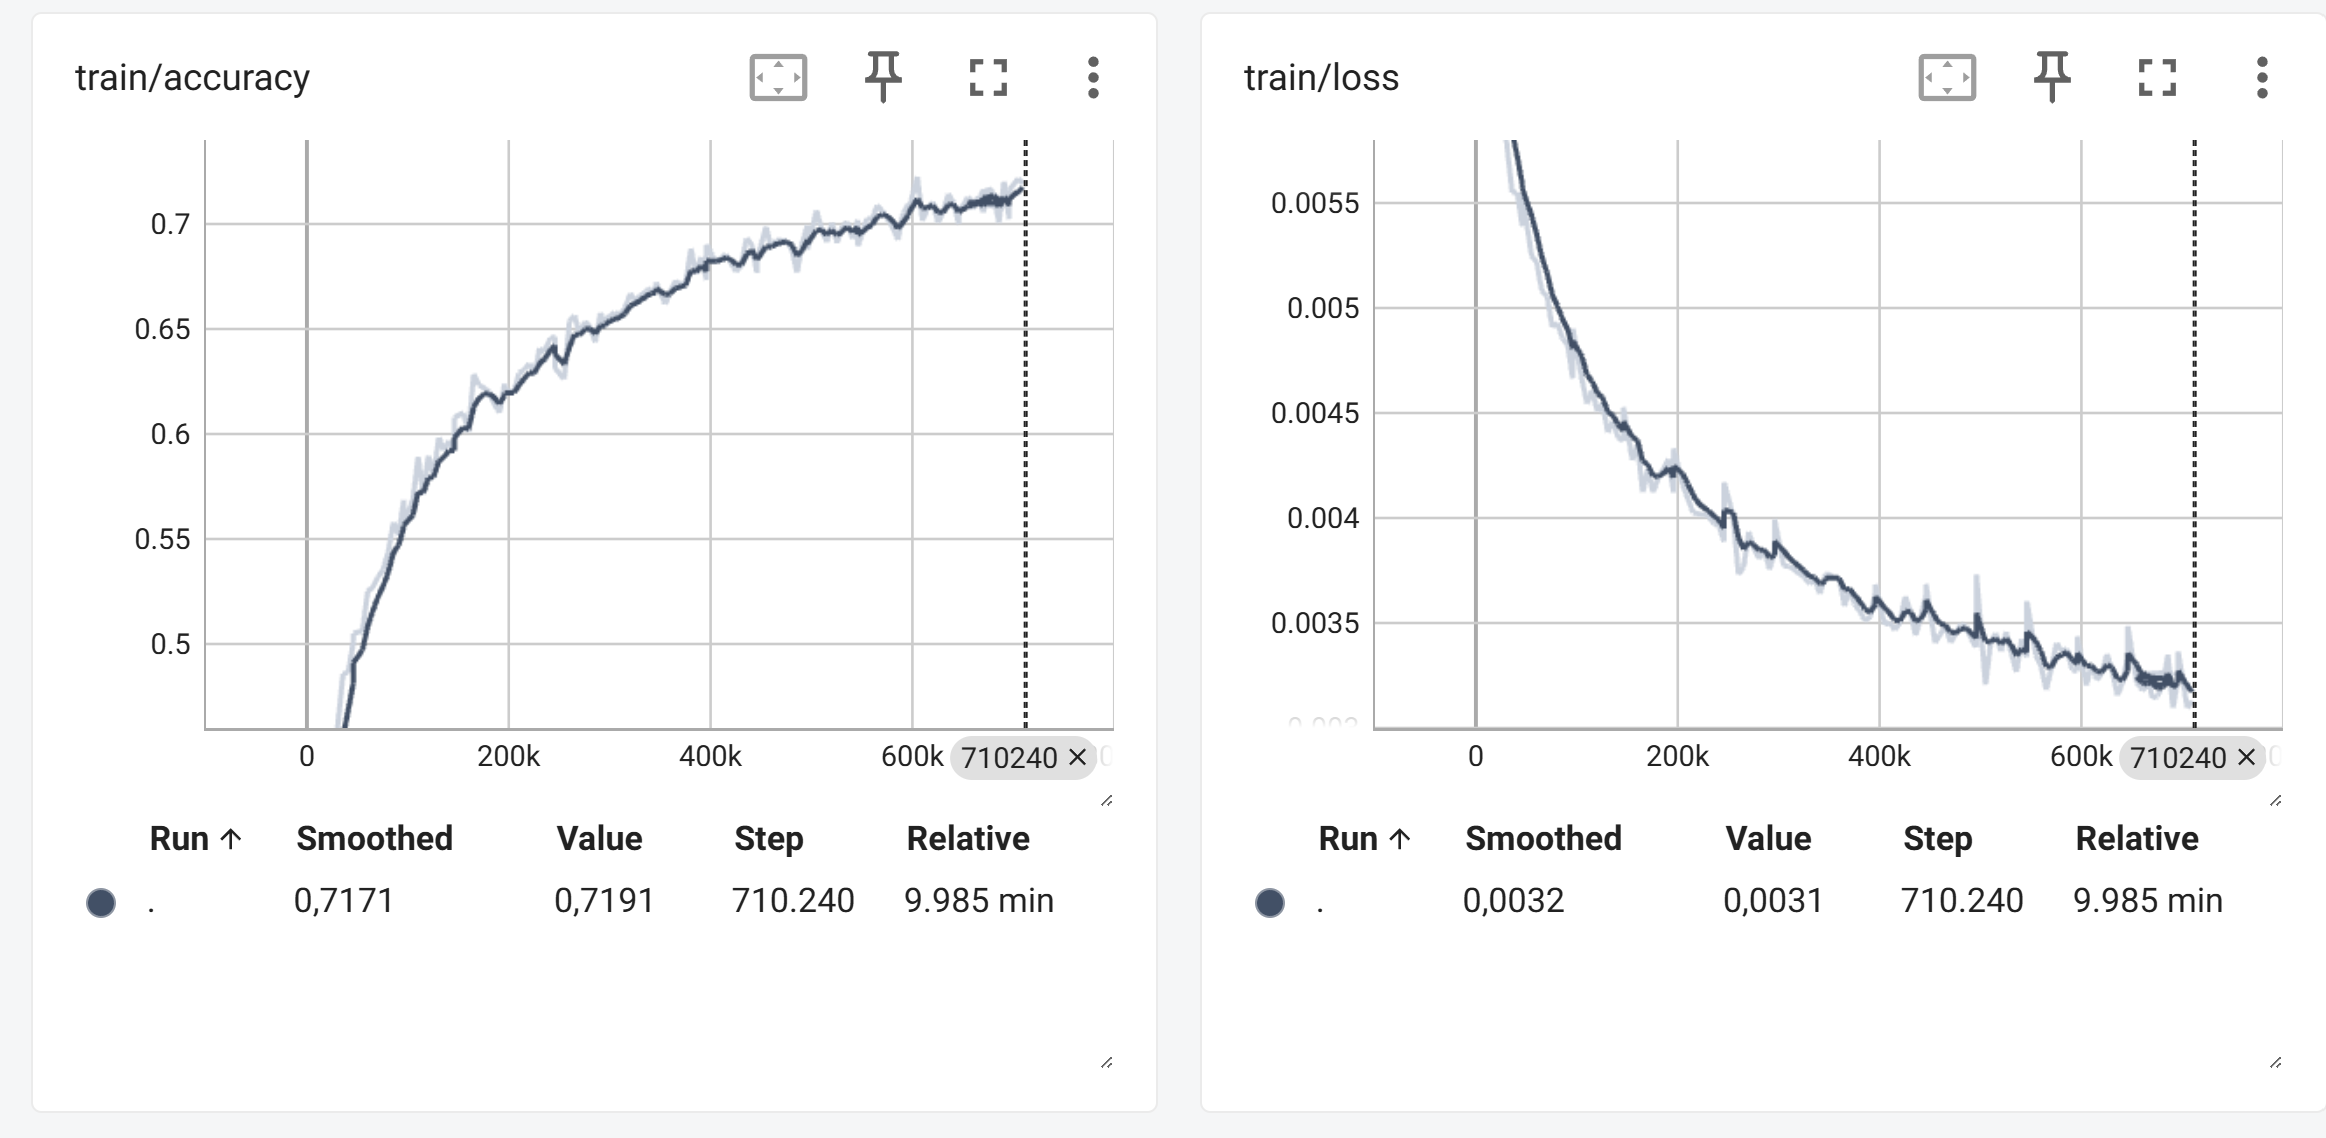 train/accuracy
0.7
0.65
0.6
0.55
0.5
0 200k 400k 600k 710240
Run Smoothed Value Step Relative
. 0,7171 0,7191 710.240 9.985 min
train/loss
0.0055
0.005
0.0045
0.004
0.0035
0 200k 400k 600k 710240
Run Smoothed Value Step Relative
. 0,0032 0,0031 710.240 9.985 min